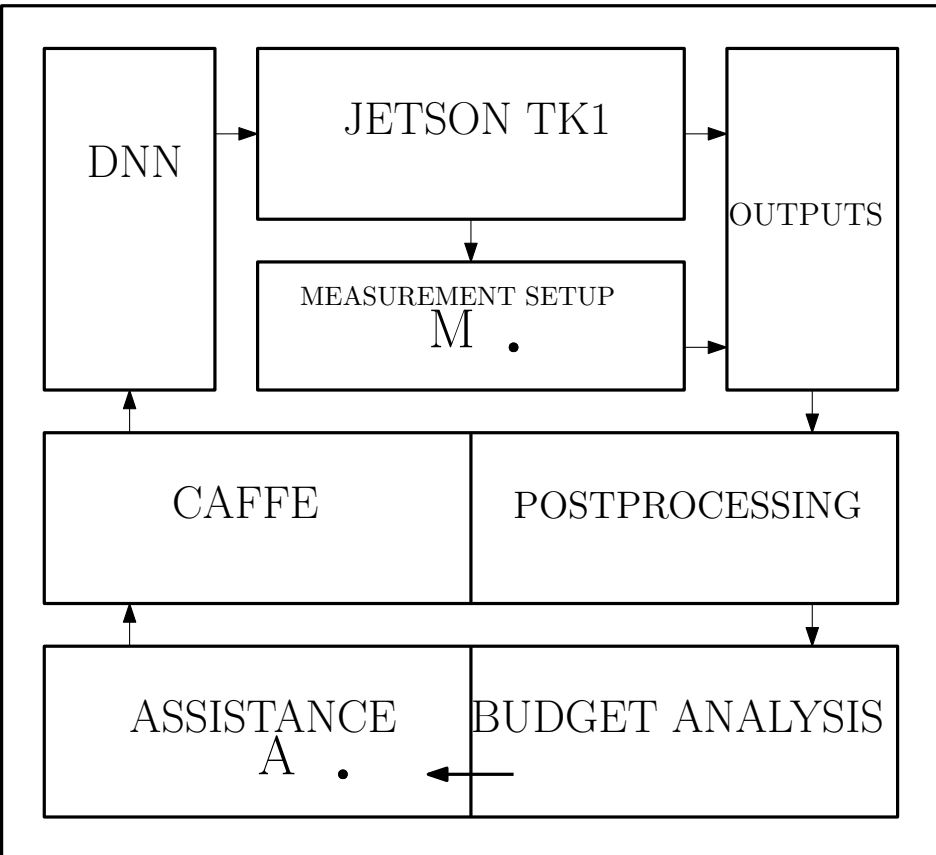 JETSON TK1
DNN
OUTPUTS
MEASUREMENT SETUP
M .
CAFFE
POSTPROCESSING
ASSISTANCE
BUDGET ANALYSIS
A .